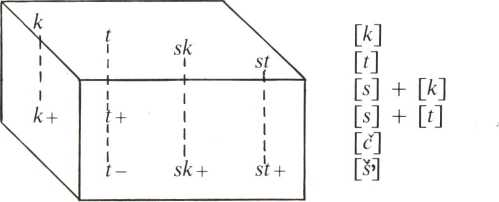 k t sk st
k+ t+
t– sk+ st+
[k]
[t]
[s] + [k]
[s] + [t]
[č]
[š']